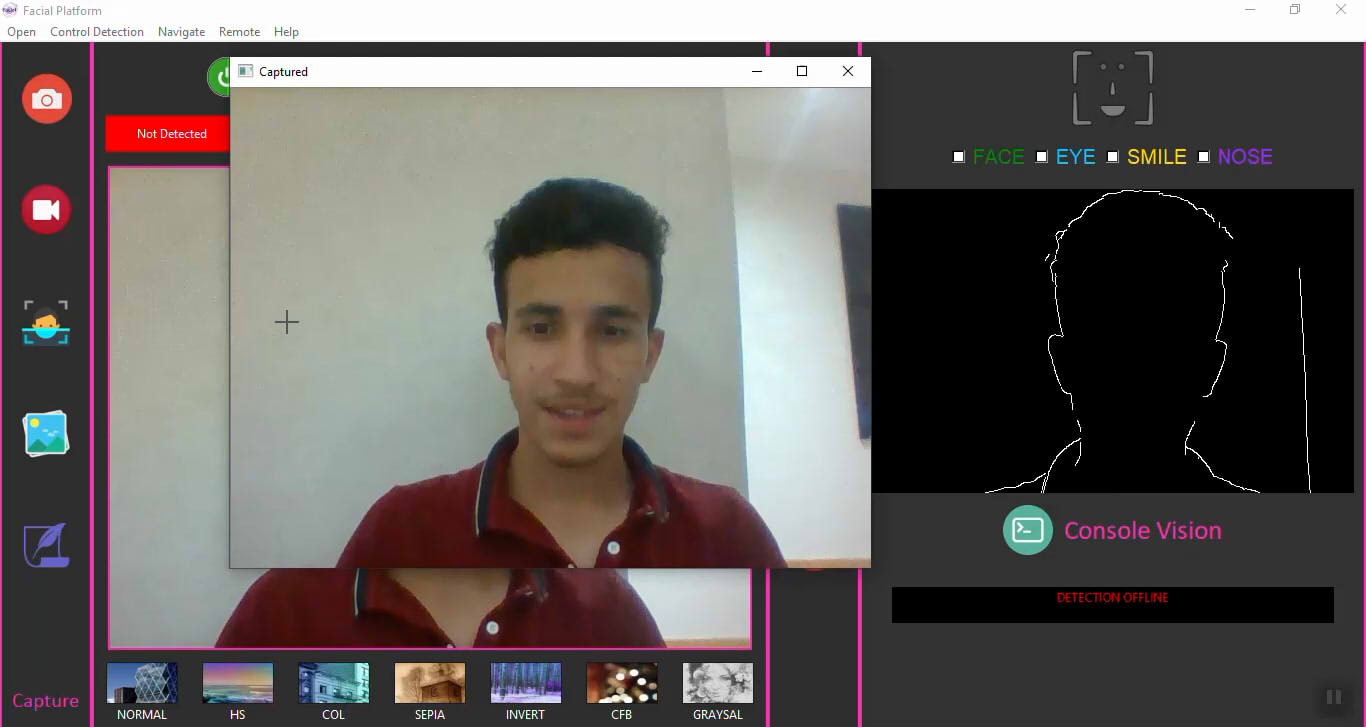 Facial Platform
Open Control Detection Navigate Remote Help
Captured
Not Detected
FACE EYE SMILE NOSE
Console Vision
DETECTION OFFLINE
Capture
NORMAL HS COL SEPIA INVERT CFB GRAYSAL